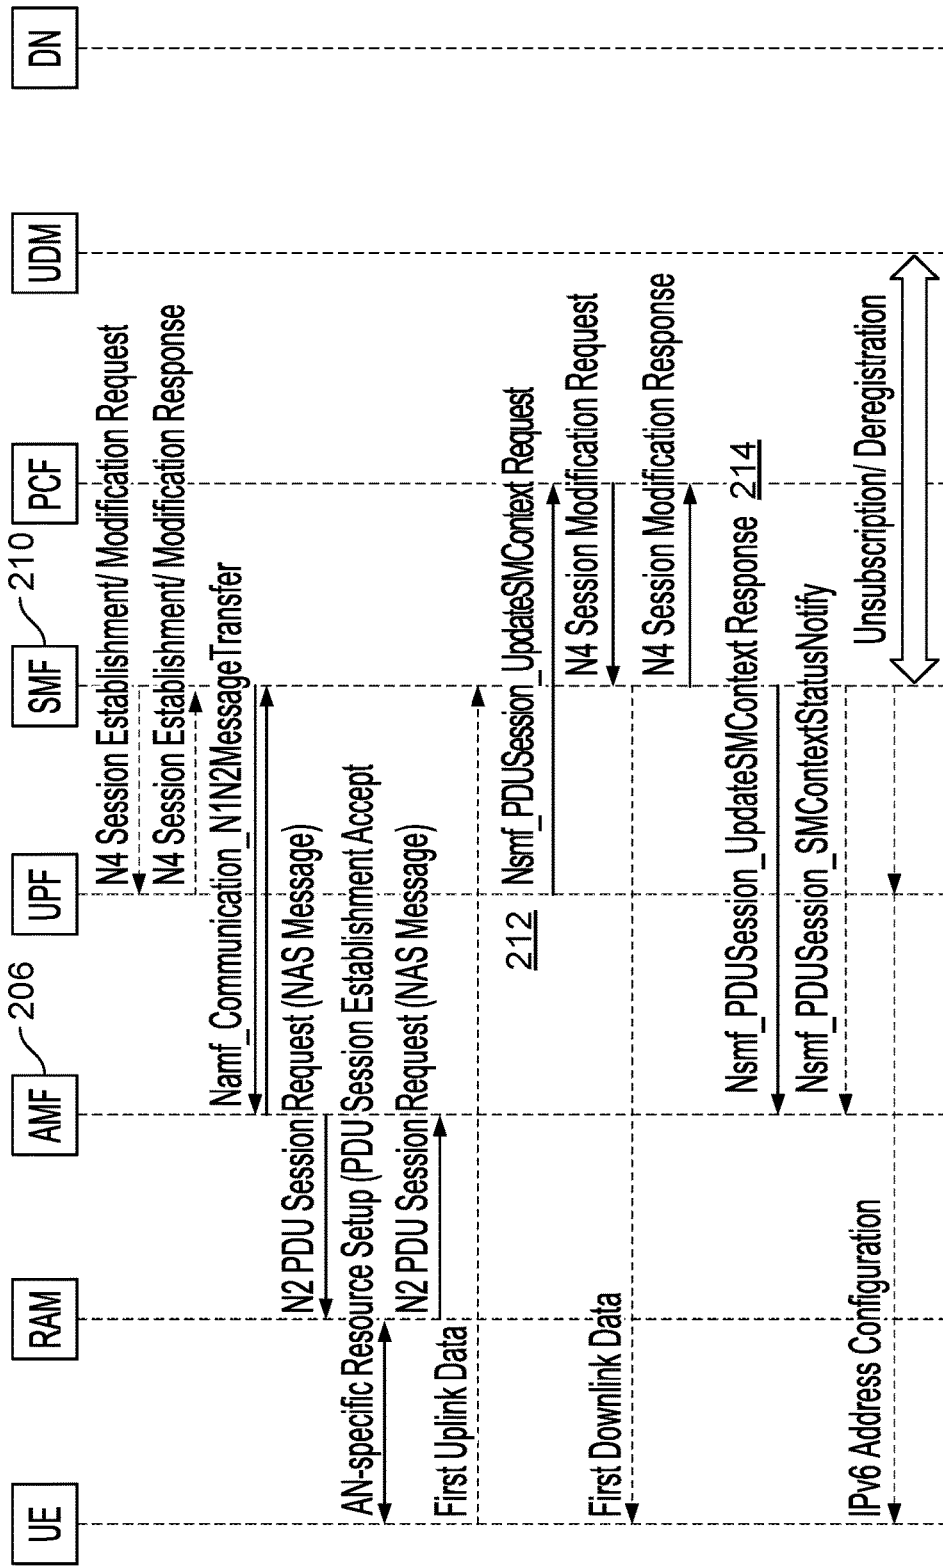 UE
RAM
AMF
206
UPF
SMF
210
PCF
UDM
DN
N4 Session Establishment/ Modification Request
N4 Session Establishment/ Modification Response
Namf_Communication_N1N2MessageTransfer
N2 PDU Session Request (NAS Message)
AN-specific Resource Setup (PDU Session Establishment Accept
N2 PDU Session Request (NAS Message)
First Uplink Data
212
Nsmf_PDUSession_UpdateSMContext Request
N4 Session Modification Request
First Downlink Data
N4 Session Modification Response
Nsmf_PDUSession_UpdateSMContext Response
214
Nsmf_PDUSession_SMContextStatusNotify
IPv6 Address Configuration
Unsubscription/ Deregistration